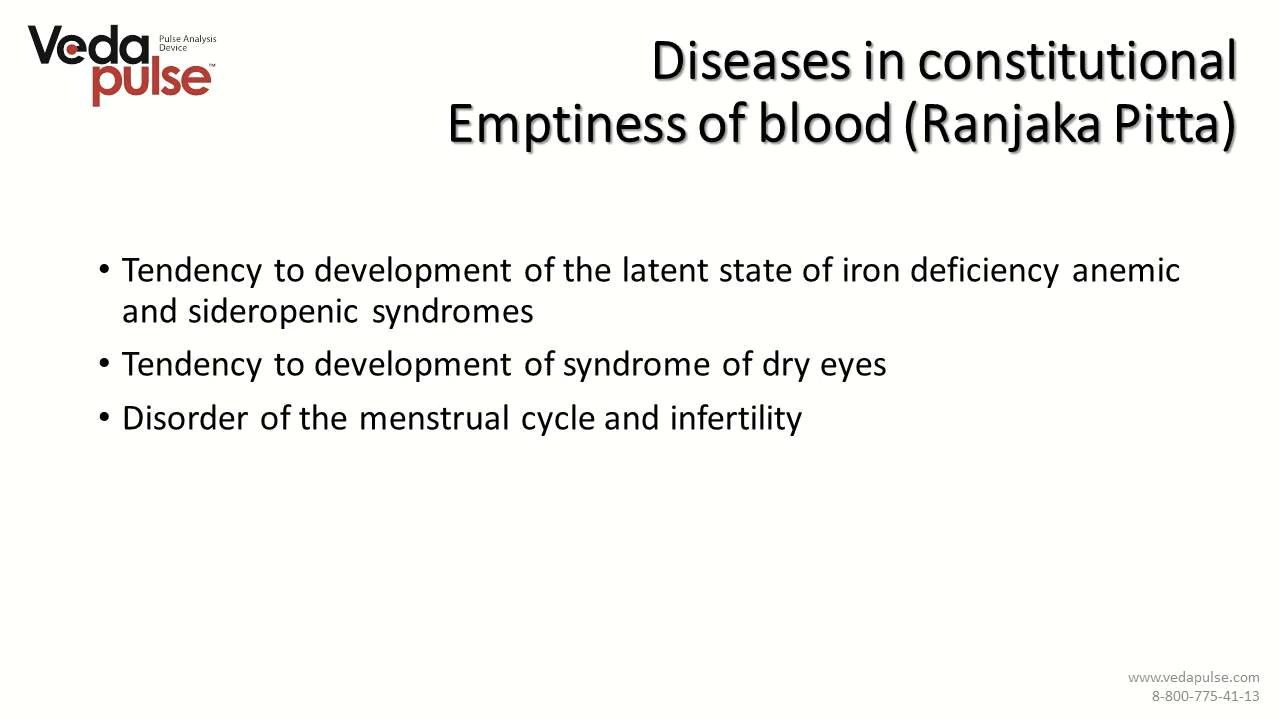 Veda
pulse™
Pulse Analysis
Device
Diseases in constitutional
Emptiness of blood (Ranjaka Pitta)
• Tendency to development of the latent state of iron deficiency anemic
and sideropenic syndromes
• Tendency to development of syndrome of dry eyes
• Disorder of the menstrual cycle and infertility
www.vedapulse.com
8-800-775-41-13